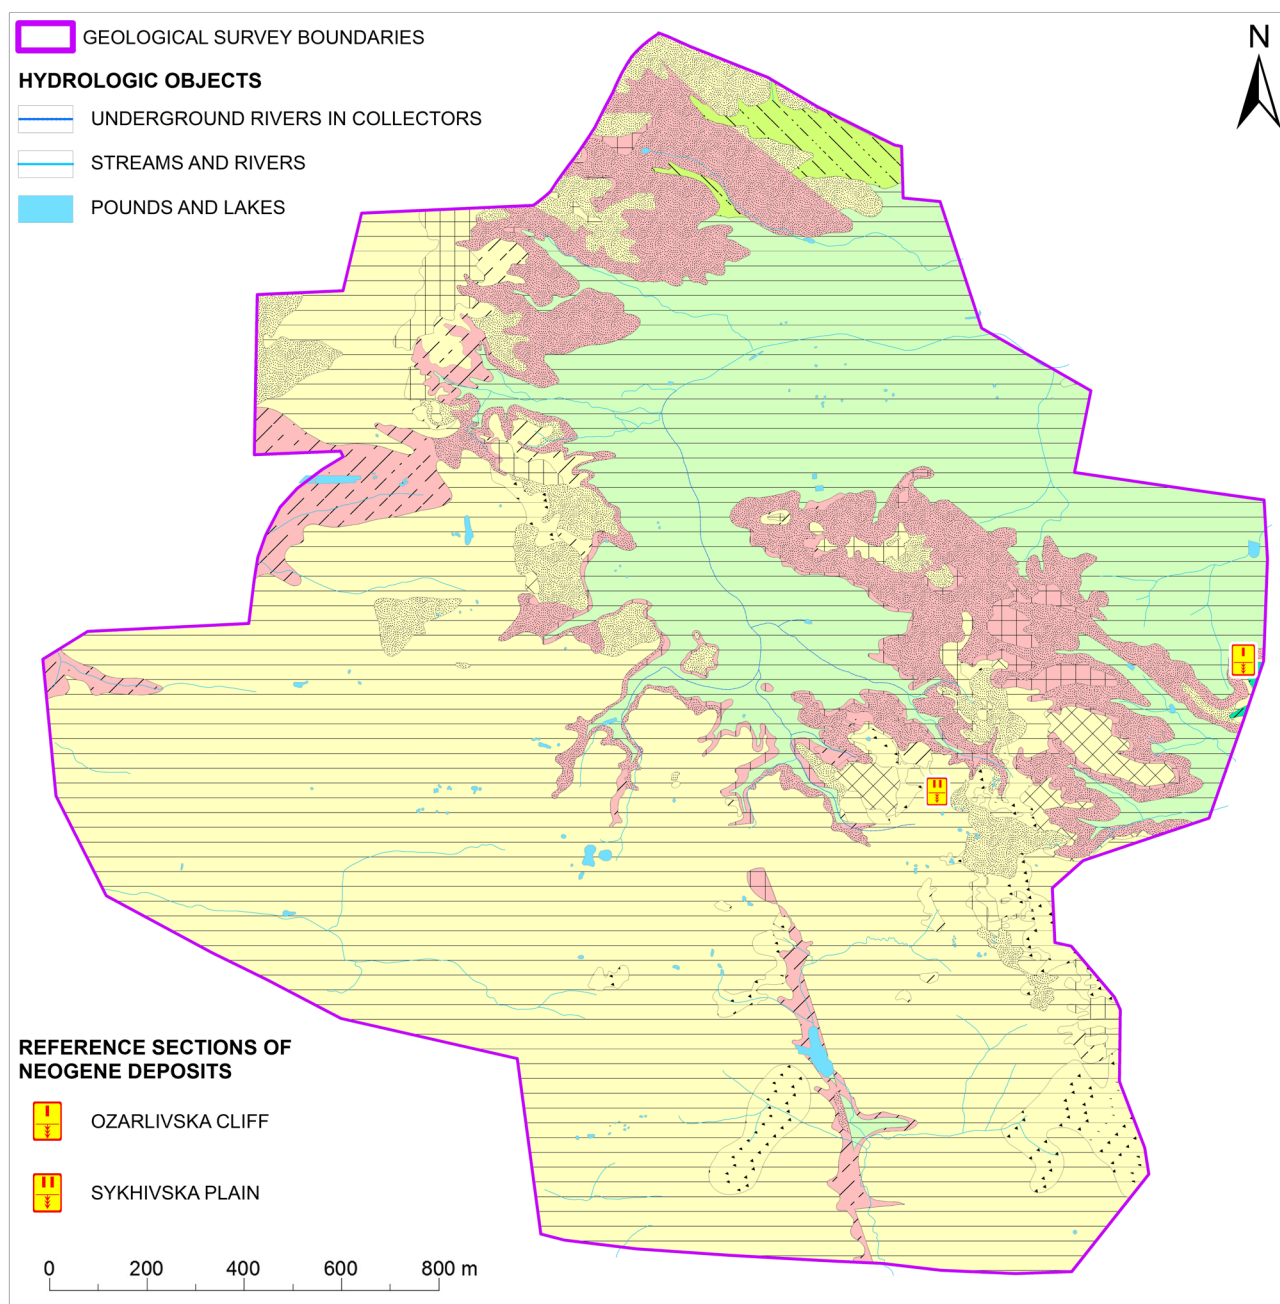 GEOLOGICAL SURVEY BOUNDARIES
HYDROLOGIC OBJECTS
UNDERGROUND RIVERS IN COLLECTORS
STREAMS AND RIVERS
POUNDS AND LAKES
N
I
II
REFERENCE SECTIONS OF
NEOGENE DEPOSITS
I
OZARLIVSKA CLIFF
II
SYKHIVSKA PLAIN
0 200 400 600 800 m